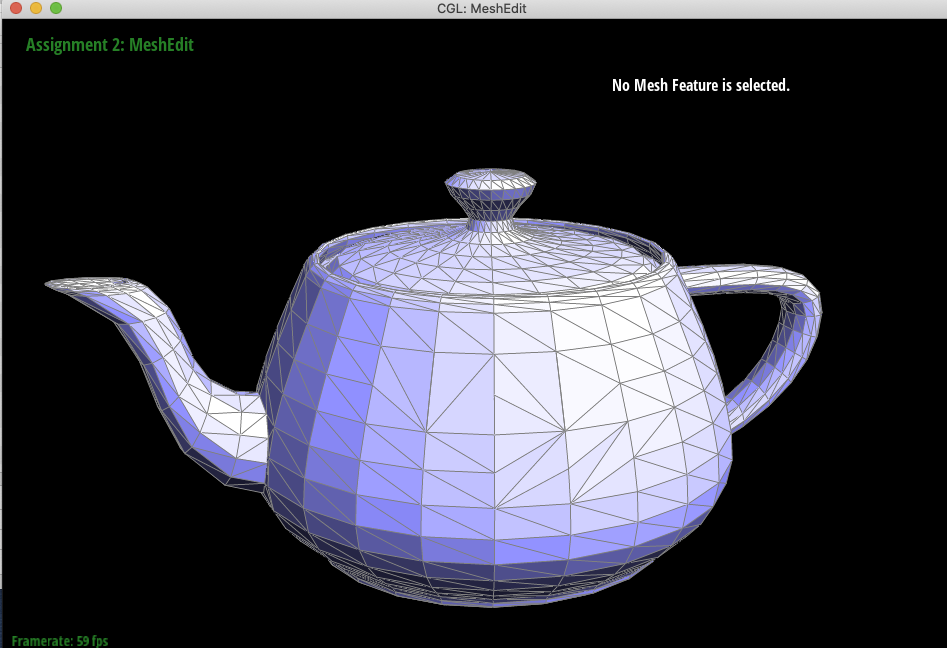 CGL: MeshEdit
Assignment 2: MeshEdit
No Mesh Feature is selected.
Framerate: 59 fps